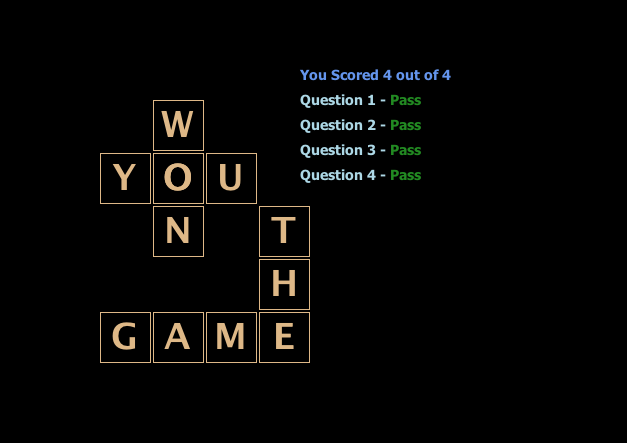 You Scored 4 out of 4
Question 1 - Pass
Question 2 - Pass
Question 3 - Pass
Question 4 - Pass
W
YOU
N
T
H
GAME